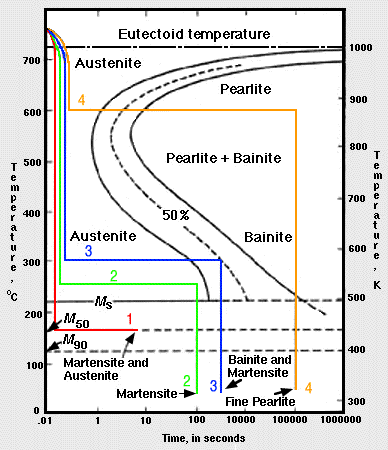 Eutectoid temperature
700
1000
Austenite
4
Pearlite
600
900
500
Pearlite + Bainite
800
Temperature, °C
Temperature, K
400
700
50%
Austenite
3
Bainite
300
600
2
200
Ms
500
M50
1
M90
400
100
Martensite and
Austenite
Bainite and
Martensite
Martensite
2
3
Fine Pearlite
4
300
.01
1
10
100
1000
10000
100000
1000000
Time, in seconds